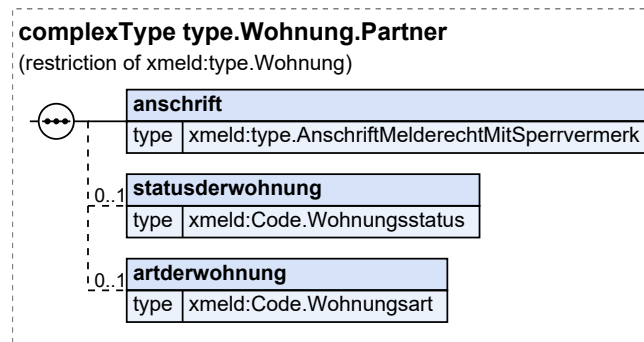 complexType type.Wohnung.Partner
(restriction of xmeld:type.Wohnung)
anschrift
type xmeld:type.AnschriftMelderechtMitSperrvermerk
0..1 statusderwohnung
type xmeld:Code.Wohnungsstatus
0..1 artderwohnung
type xmeld:Code.Wohnungsart